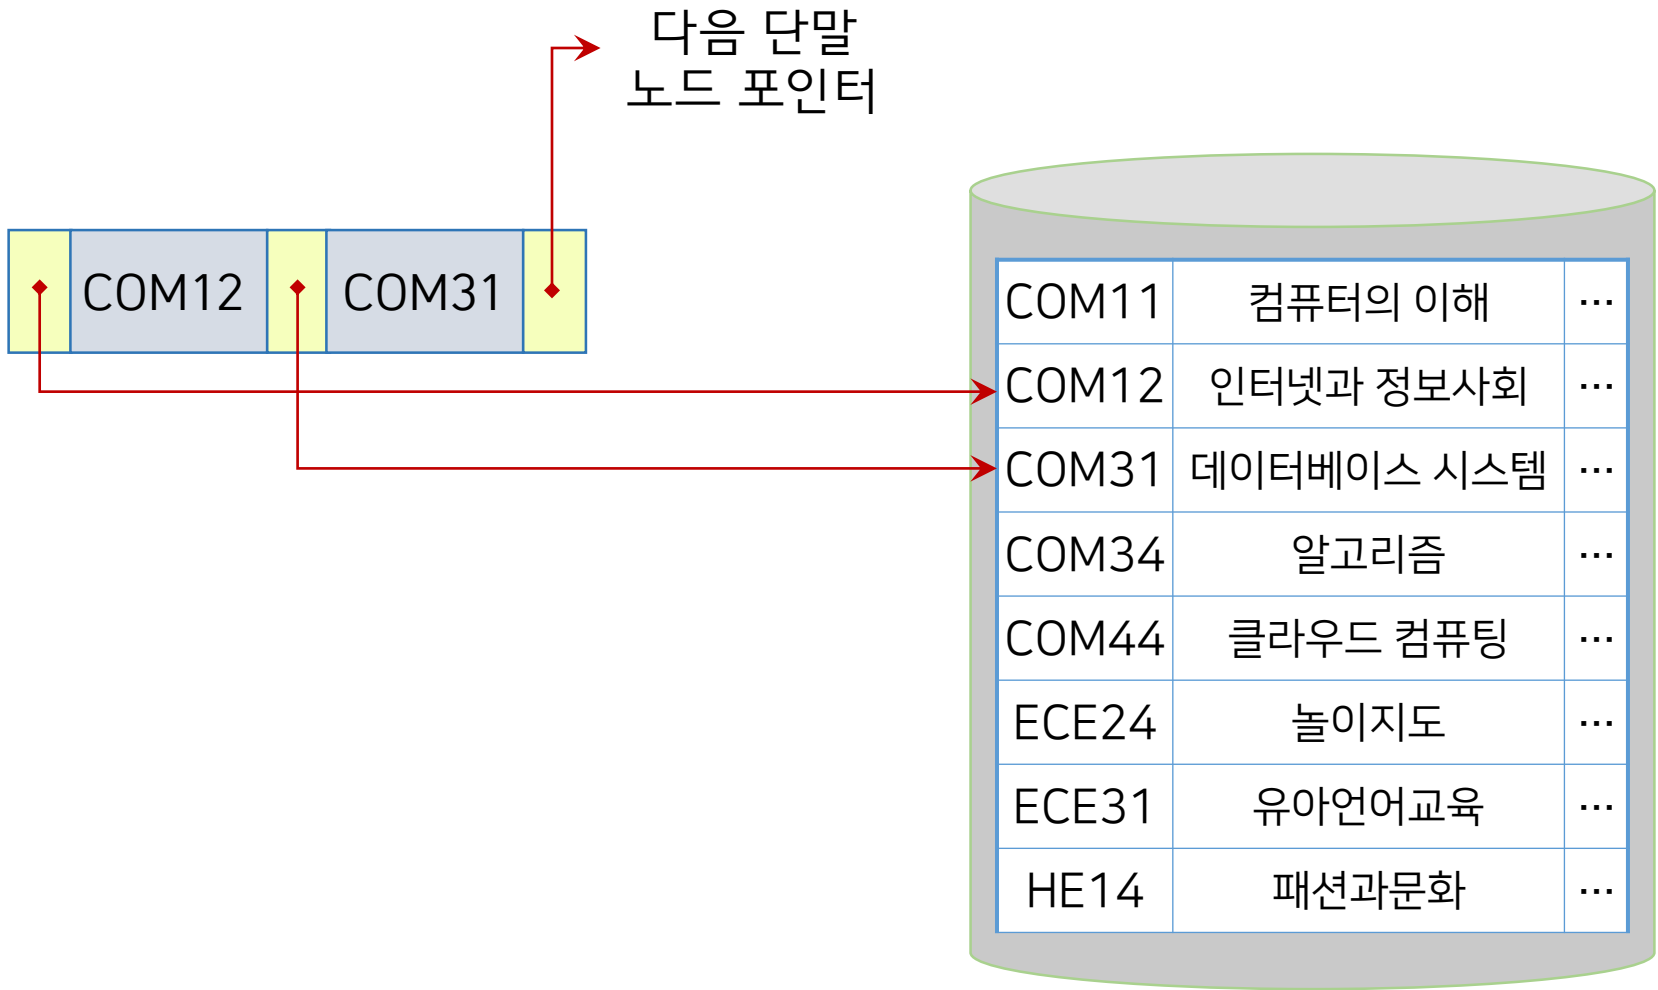 다음 단말
노드 포인터
COM12 COM31
COM11 컴퓨터의 이해 ...
COM12 인터넷과 정보사회 ...
COM31 데이터베이스 시스템 ...
COM34 알고리즘 ...
COM44 클라우드 컴퓨팅 ...
ECE24 놀이지도 ...
ECE31 유아언어교육 ...
HE14 패션과문화 ...